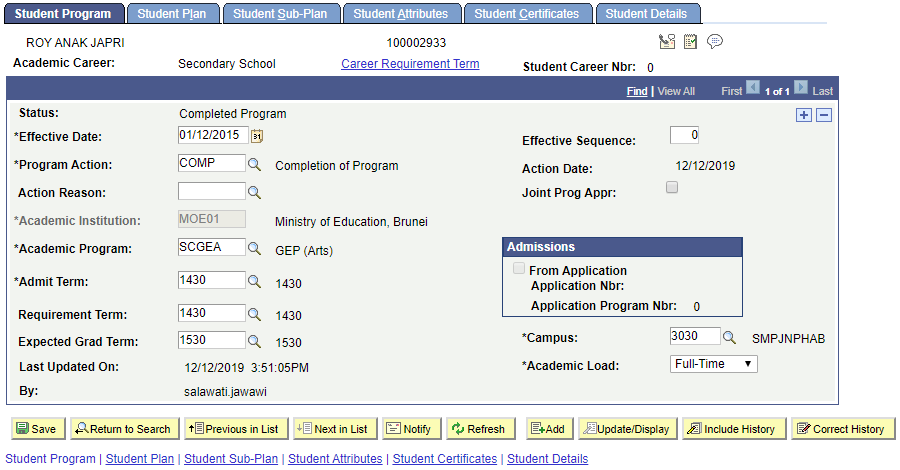 Student Program Student Plan Student Sub-Plan Student Attributes Student Certificates Student Details
ROY ANAK JAPRI 100002933
Academic Career: Secondary School Career Requirement Term Student Career Nbr: 0
Find | View All First 1 of 1 Last
Status: Completed Program
*Effective Date: 01/12/2015 31 Effective Sequence: 0
*Program Action: COMP Completion of Program Action Date: 12/12/2019
Action Reason: Joint Prog Appr:
*Academic Institution: MOE01 Ministry of Education, Brunei
*Academic Program: SCGEA GEP (Arts) Admissions
From Application
*Admit Term: 1430 1430 Application Nbr:
Application Program Nbr: 0
Requirement Term: 1430 1430
Expected Grad Term: 1530 1530 *Campus: 3030 SMPJNPHAB
Last Updated On: 12/12/2019 3:51:05PM *Academic Load: Full-Time
By: salawati.jawawi
Save Return to Search Previous in List Next in List Notify Refresh Add Update/Display Include History Correct History
Student Program | Student Plan | Student Sub-Plan | Student Attributes | Student Certificates | Student Details